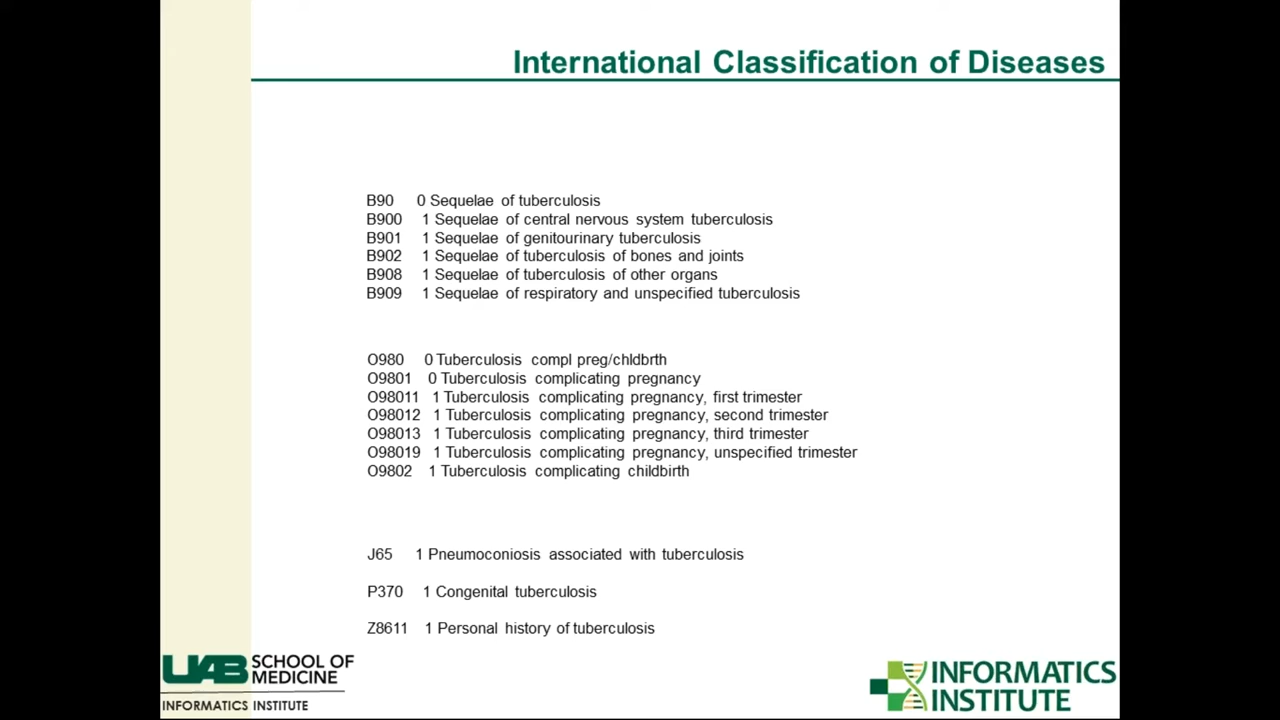 International Classification of Diseases
B90 0 Sequelae of tuberculosis
B900 1 Sequelae of central nervous system tuberculosis
B901 1 Sequelae of genitourinary tuberculosis
B902 1 Sequelae of tuberculosis of bones and joints
B908 1 Sequelae of tuberculosis of other organs
B909 1 Sequelae of respiratory and unspecified tuberculosis
O980 0 Tuberculosis compl preg/chldbrth
O9801 0 Tuberculosis complicating pregnancy
O98011 1 Tuberculosis complicating pregnancy, first trimester
O98012 1 Tuberculosis complicating pregnancy, second trimester
O98013 1 Tuberculosis complicating pregnancy, third trimester
O98019 1 Tuberculosis complicating pregnancy, unspecified trimester
O9802 1 Tuberculosis complicating childbirth
J65 1 Pneumoconiosis associated with tuberculosis
P370 1 Congenital tuberculosis
Z8611 1 Personal history of tuberculosis
UAB SCHOOL OF
MEDICINE
INFORMATICS INSTITUTE
INFORMATICS
INSTITUTE